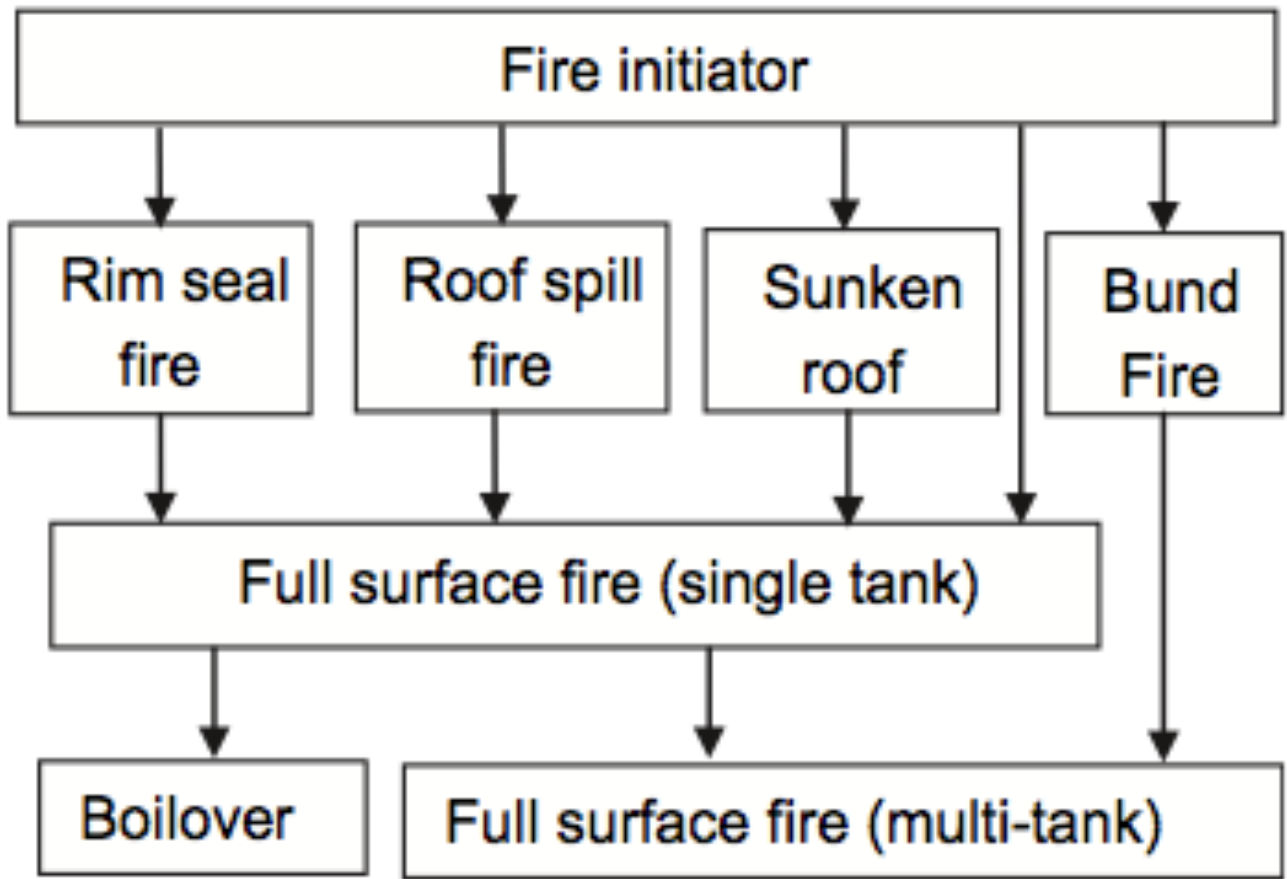 Fire initiator
Rim seal
fire
Roof spill
fire
Sunken
roof
Bund
Fire
Full surface fire (single tank)
Boilover
Full surface fire (multi-tank)